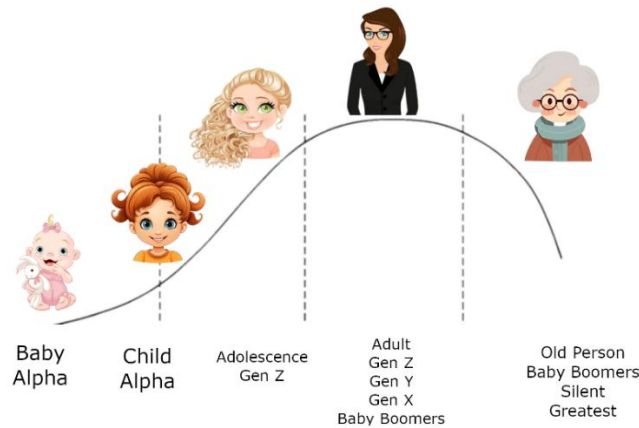 Baby
Alpha
Child
Alpha
Adolescence
Gen Z
Adult
Gen Z
Gen Y
Gen X
Baby Boomers
Old Person
Baby Boomers
Silent
Greatest